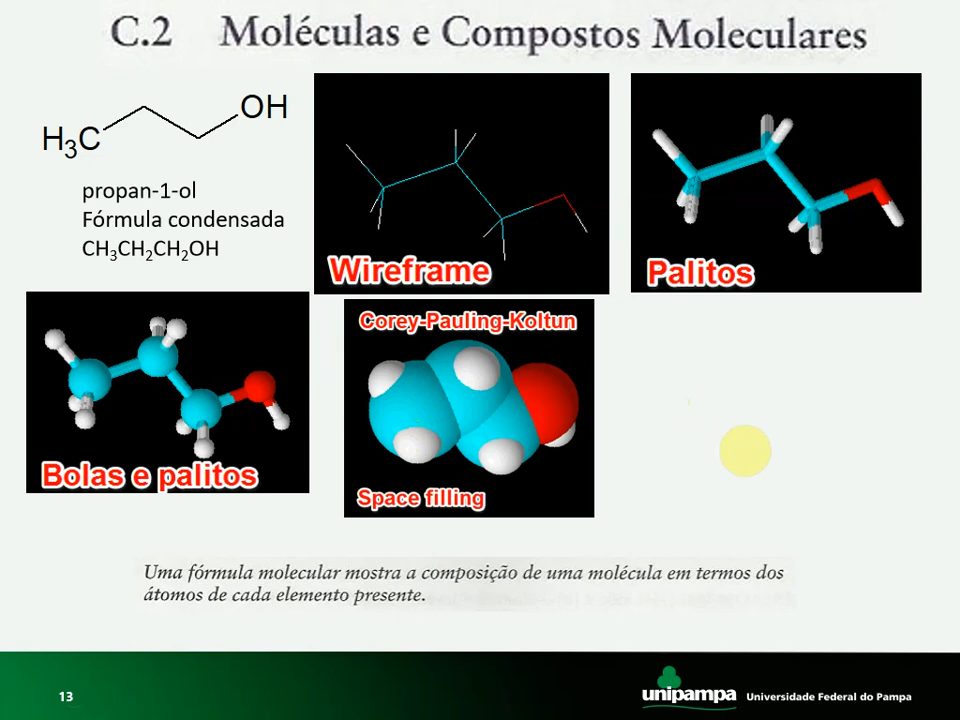 C.2 Moléculas e Compostos Moleculares
H₃C
OH
propan-1-ol
Fórmula condensada
CH₃CH₂CH₂OH
Wireframe
Palitos
Bolas e palitos
Corey-Pauling-Koltun
Space filling
Uma fórmula molecular mostra a composição de uma molécula em termos dos
átomos de cada elemento presente.
13
unipampa
Universidade Federal do Pampa